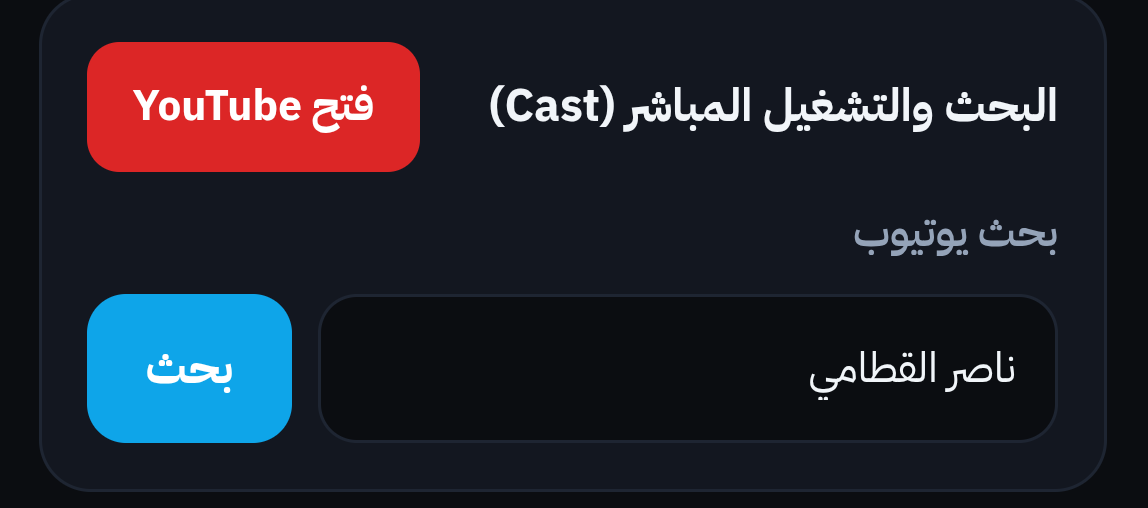 البحث والتشغيل المباشر (Cast)
فتح YouTube
بحث يوتيوب
ناصر القطامي
بحث